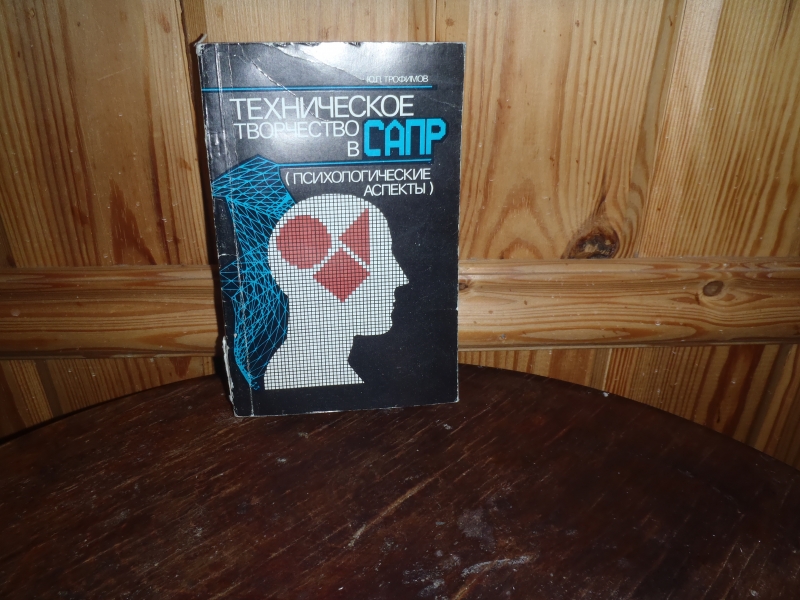 Ю.Л. ТРОФИМОВ
ТЕХНИЧЕСКОЕ
ТВОРЧЕСТВО
В САПР
(ПСИХОЛОГИЧЕСКИЕ
АСПЕКТЫ)